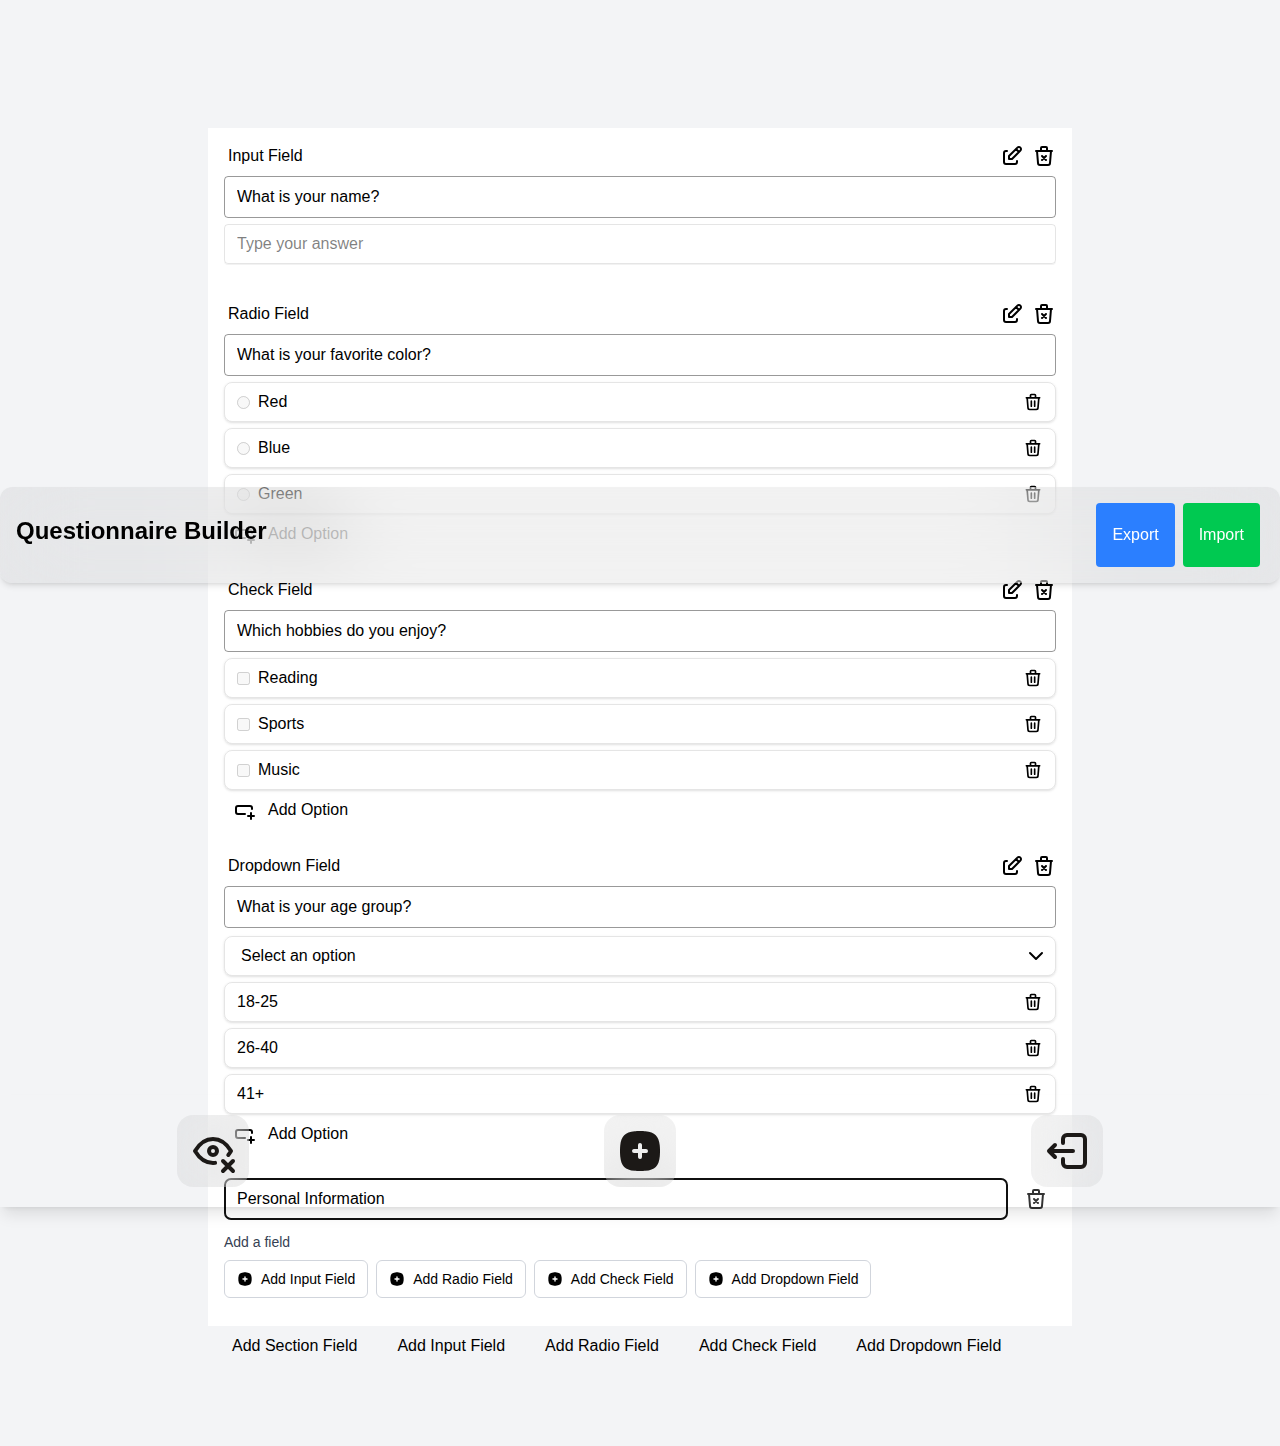 Input Field
What is your name?
Type your answer
Radio Field
What is your favorite color?
Red
Blue
Green
Add Option
Questionnaire Builder
Export
Import
Check Field
Which hobbies do you enjoy?
Reading
Sports
Music
Add Option
Dropdown Field
What is your age group?
Select an option
18-25
26-40
41+
Add Option
Personal Information
Add a field
Add Input Field
Add Radio Field
Add Check Field
Add Dropdown Field
Add Section Field
Add Input Field
Add Radio Field
Add Check Field
Add Dropdown Field